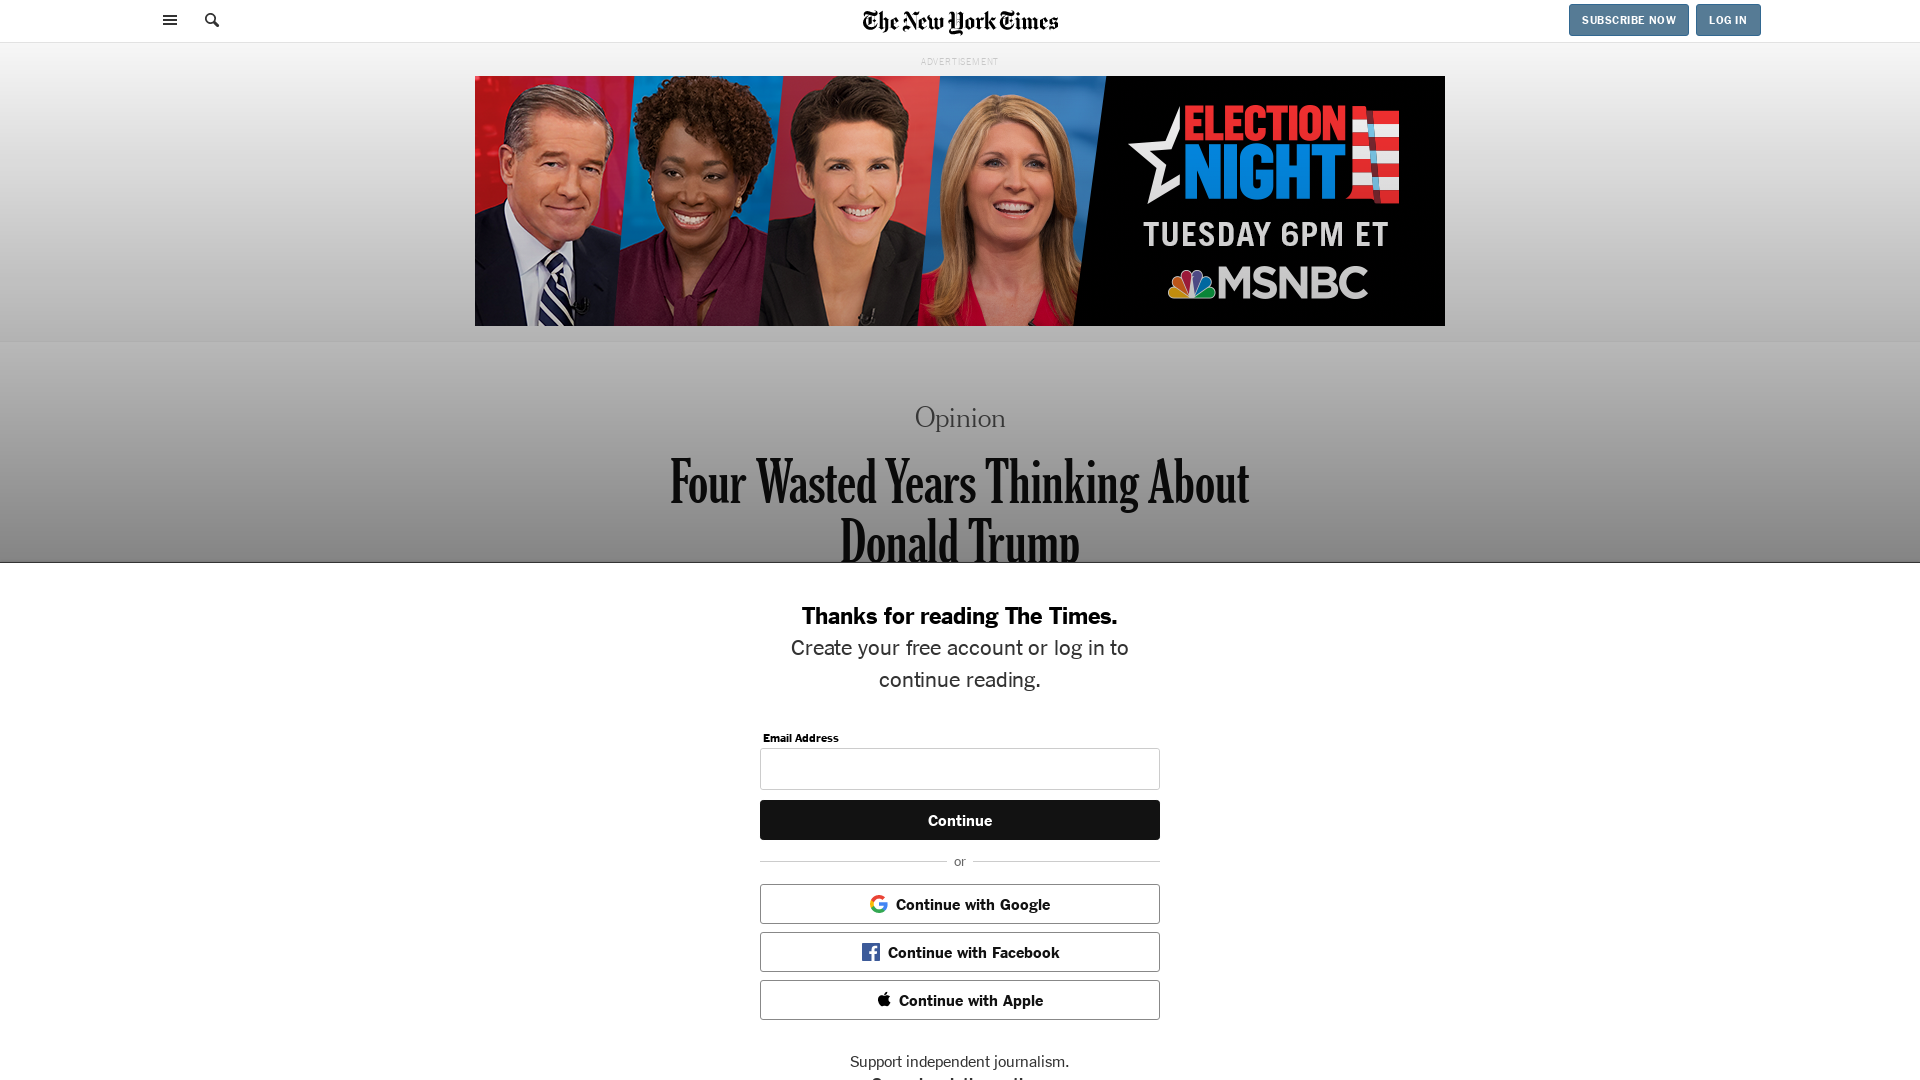 The New York Times
SUBSCRIBE NOW
LOG IN
ADVERTISEMENT
ELECTION
NIGHT
TUESDAY 6PM ET
MSNBC
Opinion
Four Wasted Years Thinking About
Donald Trump
Thanks for reading The Times.
Create your free account or log in to
continue reading.
Email Address
Continue
or
Continue with Google
Continue with Facebook
Continue with Apple
Support independent journalism.